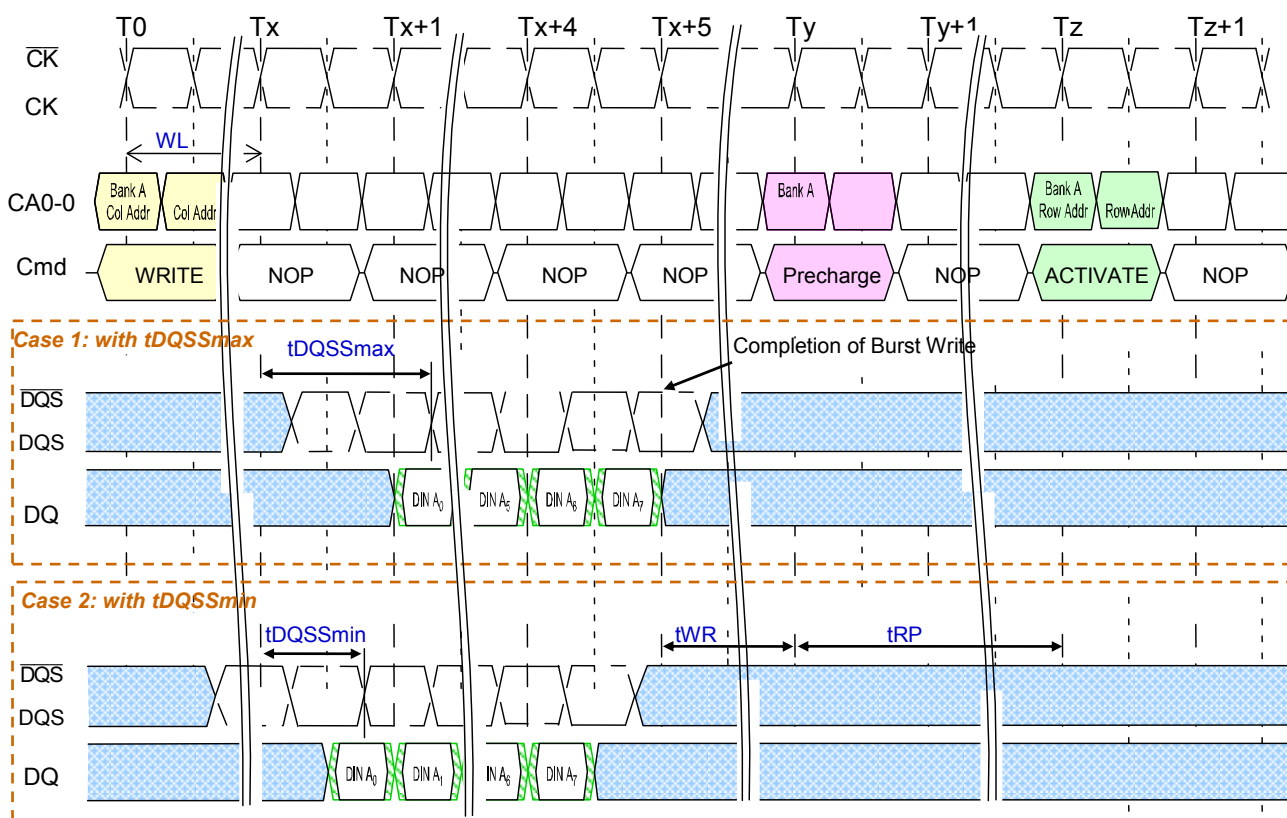 T0 Tx Tx+1 Tx+4 Tx+5 Ty Ty+1 Tz Tz+1
CK
CK
WL
CA0-0 Bank A Col Addr Col Addr Bank A Bank A Row Addr Row Addr
Cmd WRITE NOP NOP NOP NOP Precharge NOP ACTIVATE NOP
Case 1: with tDQSSmax
tDQSSmax Completion of Burst Write
DQS
DQS
DQ DIN A0 DIN A5 DIN A6 DIN A7
Case 2: with tDQSSmin
tDQSSmin tWR tRP
DQS
DQS
DQ DIN A0 DIN A1 IN A6 DIN A7